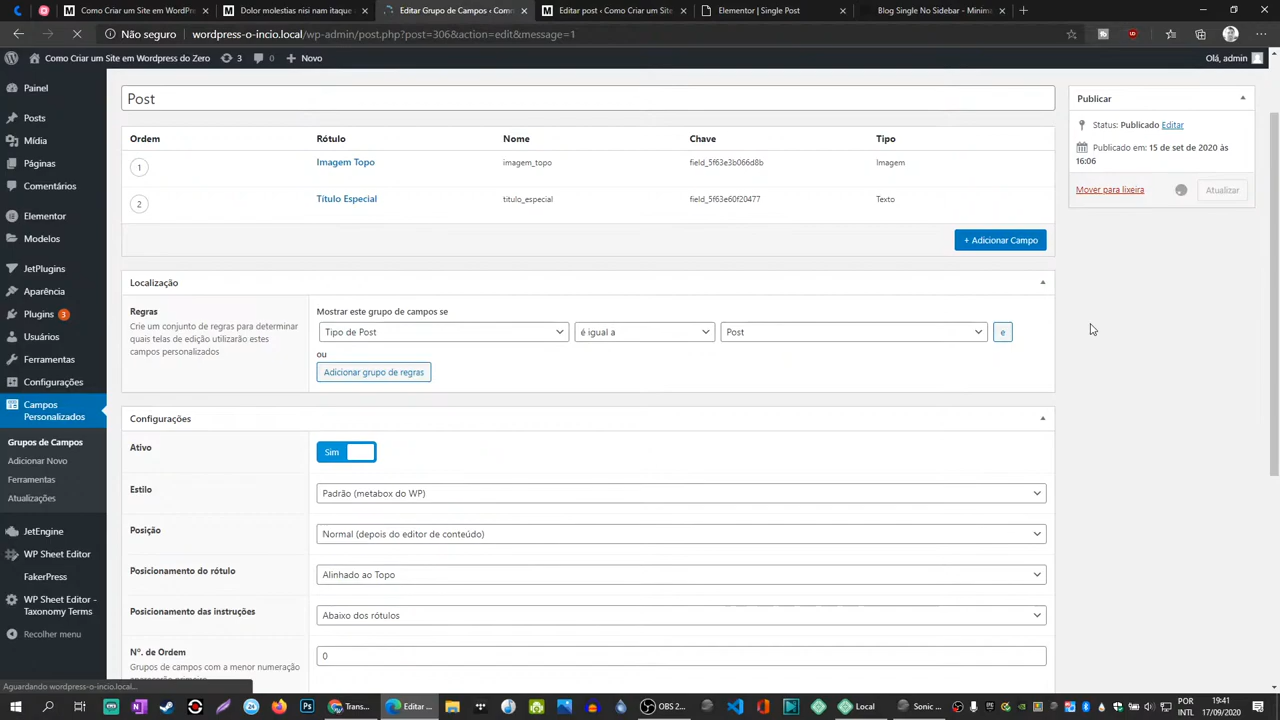 Como Criar um Site em WordPr
Dolor molestias nisi nam itaque
Editar Grupo de Campos ‹ Com
Editar post ‹ Como Criar um Site
Elementor Single Post
Blog Single No Sidebar - Minima
Não seguro
wordpress-o-incio.local/wp-admin/post.php?post=306&action=edit&message=1
Como Criar um Site em Wordpress do Zero
3
0
Novo
Olá, admin
Painel
Posts
Mídia
Páginas
Comentários
Elementor
Modelos
JetPlugins
Aparência
Plugins 3
Usuários
Ferramentas
Configurações
Campos
Personalizados
Grupos de Campos
Adicionar Novo
Ferramentas
Atualizações
JetEngine
WP Sheet Editor
FakerPress
WP Sheet Editor -
Taxonomy Terms
Recolher menu
Post
Ordem Rótulo Nome Chave Tipo
1 Imagem Topo imagem_topo field_5f63e3b066d8b Imagem
2 Título Especial titulo_especial field_5f63e60f20477 Texto
+ Adicionar Campo
Localização
Regras
Crie um conjunto de regras para determinar
quais telas de edição utilizarão estes
campos personalizados
Mostrar este grupo de campos se
Tipo de Post é igual a Post e
ou
Adicionar grupo de regras
Configurações
Ativo Sim
Estilo Padrão (metabox do WP)
Posição Normal (depois do editor de conteúdo)
Posicionamento do rótulo Alinhado ao Topo
Posicionamento das instruções Abaixo dos rótulos
Nº. de Ordem 0
Grupos de campos com a menor numeração
Publicar
Status: Publicado Editar
Publicado em: 15 de set de 2020 às
16:06
Mover para lixeira Atualizar
Aguardando wordpress-o-incio.local...
Trans...
Editar ...
OBS 2...
Local
Sonic ...
POR
INTL
19:41
17/09/2020